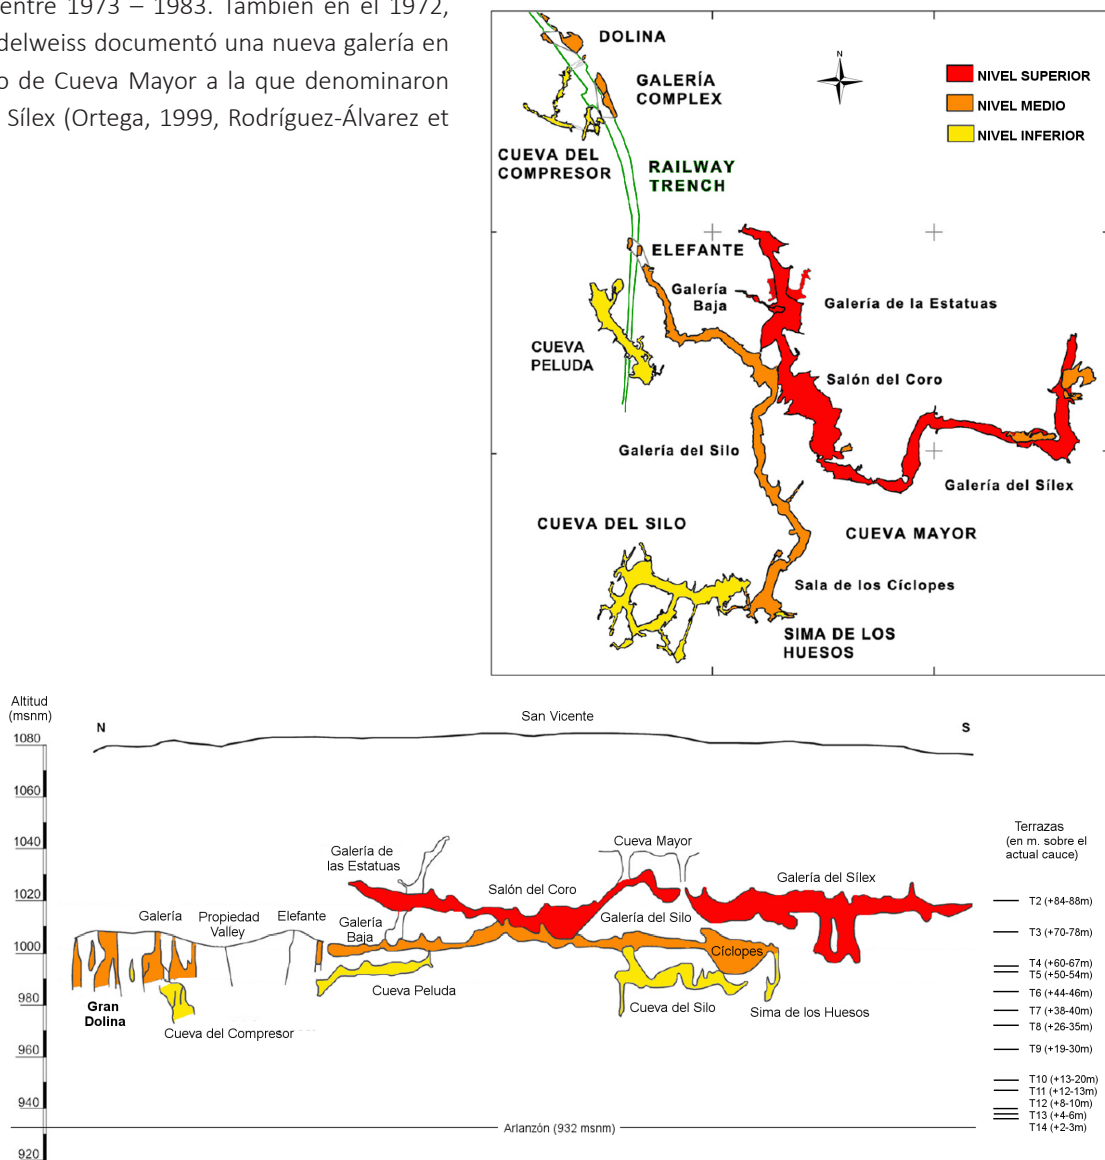 entre 1973 – 1983. También en el 1972,
delweiss documentó una nueva galería en
o de Cueva Mayor a la que denominaron
Sílex (Ortega, 1999, Rodríguez-Álvarez et
DOLINA
GALERÍA
COMPLEX
N
NIVEL SUPERIOR
NIVEL MEDIO
NIVEL INFERIOR
CUEVA DEL
COMPRESOR
RAILWAY
TRENCH
ELEFANTE
Galería
Baja
Galería de la Estatuas
CUEVA
PELUDA
Salón del Coro
Galería del Silo
Galería del Sílex
CUEVA DEL SILO
CUEVA MAYOR
Sala de los Cíclopes
SIMA DE LOS
HUESOS
Altitud
(msnm)
N
San Vicente
S
1080
1060
1040
1020
1000
980
960
940
920
Galería de
las Estatuas
Cueva Mayor
Salón del Coro
Galería del Sílex
Galería
Propiedad
Valley
Elefante
Galería
Baja
Galería del Silo
Cíclopes
Gran
Dolina
Cueva del Compresor
Cueva Peluda
Cueva del Silo
Sima de los Huesos
Terrazas
(en m. sobre el
actual cauce)
T2 (+84-88m)
T3 (+70-78m)
T4 (+60-67m)
T5 (+50-54m)
T6 (+44-46m)
T7 (+38-40m)
T8 (+26-35m)
T9 (+19-30m)
T10 (+13-20m)
T11 (+12-13m)
T12 (+8-10m)
T13 (+4-6m)
T14 (+2-3m)
Arlanzón (932 msnm)